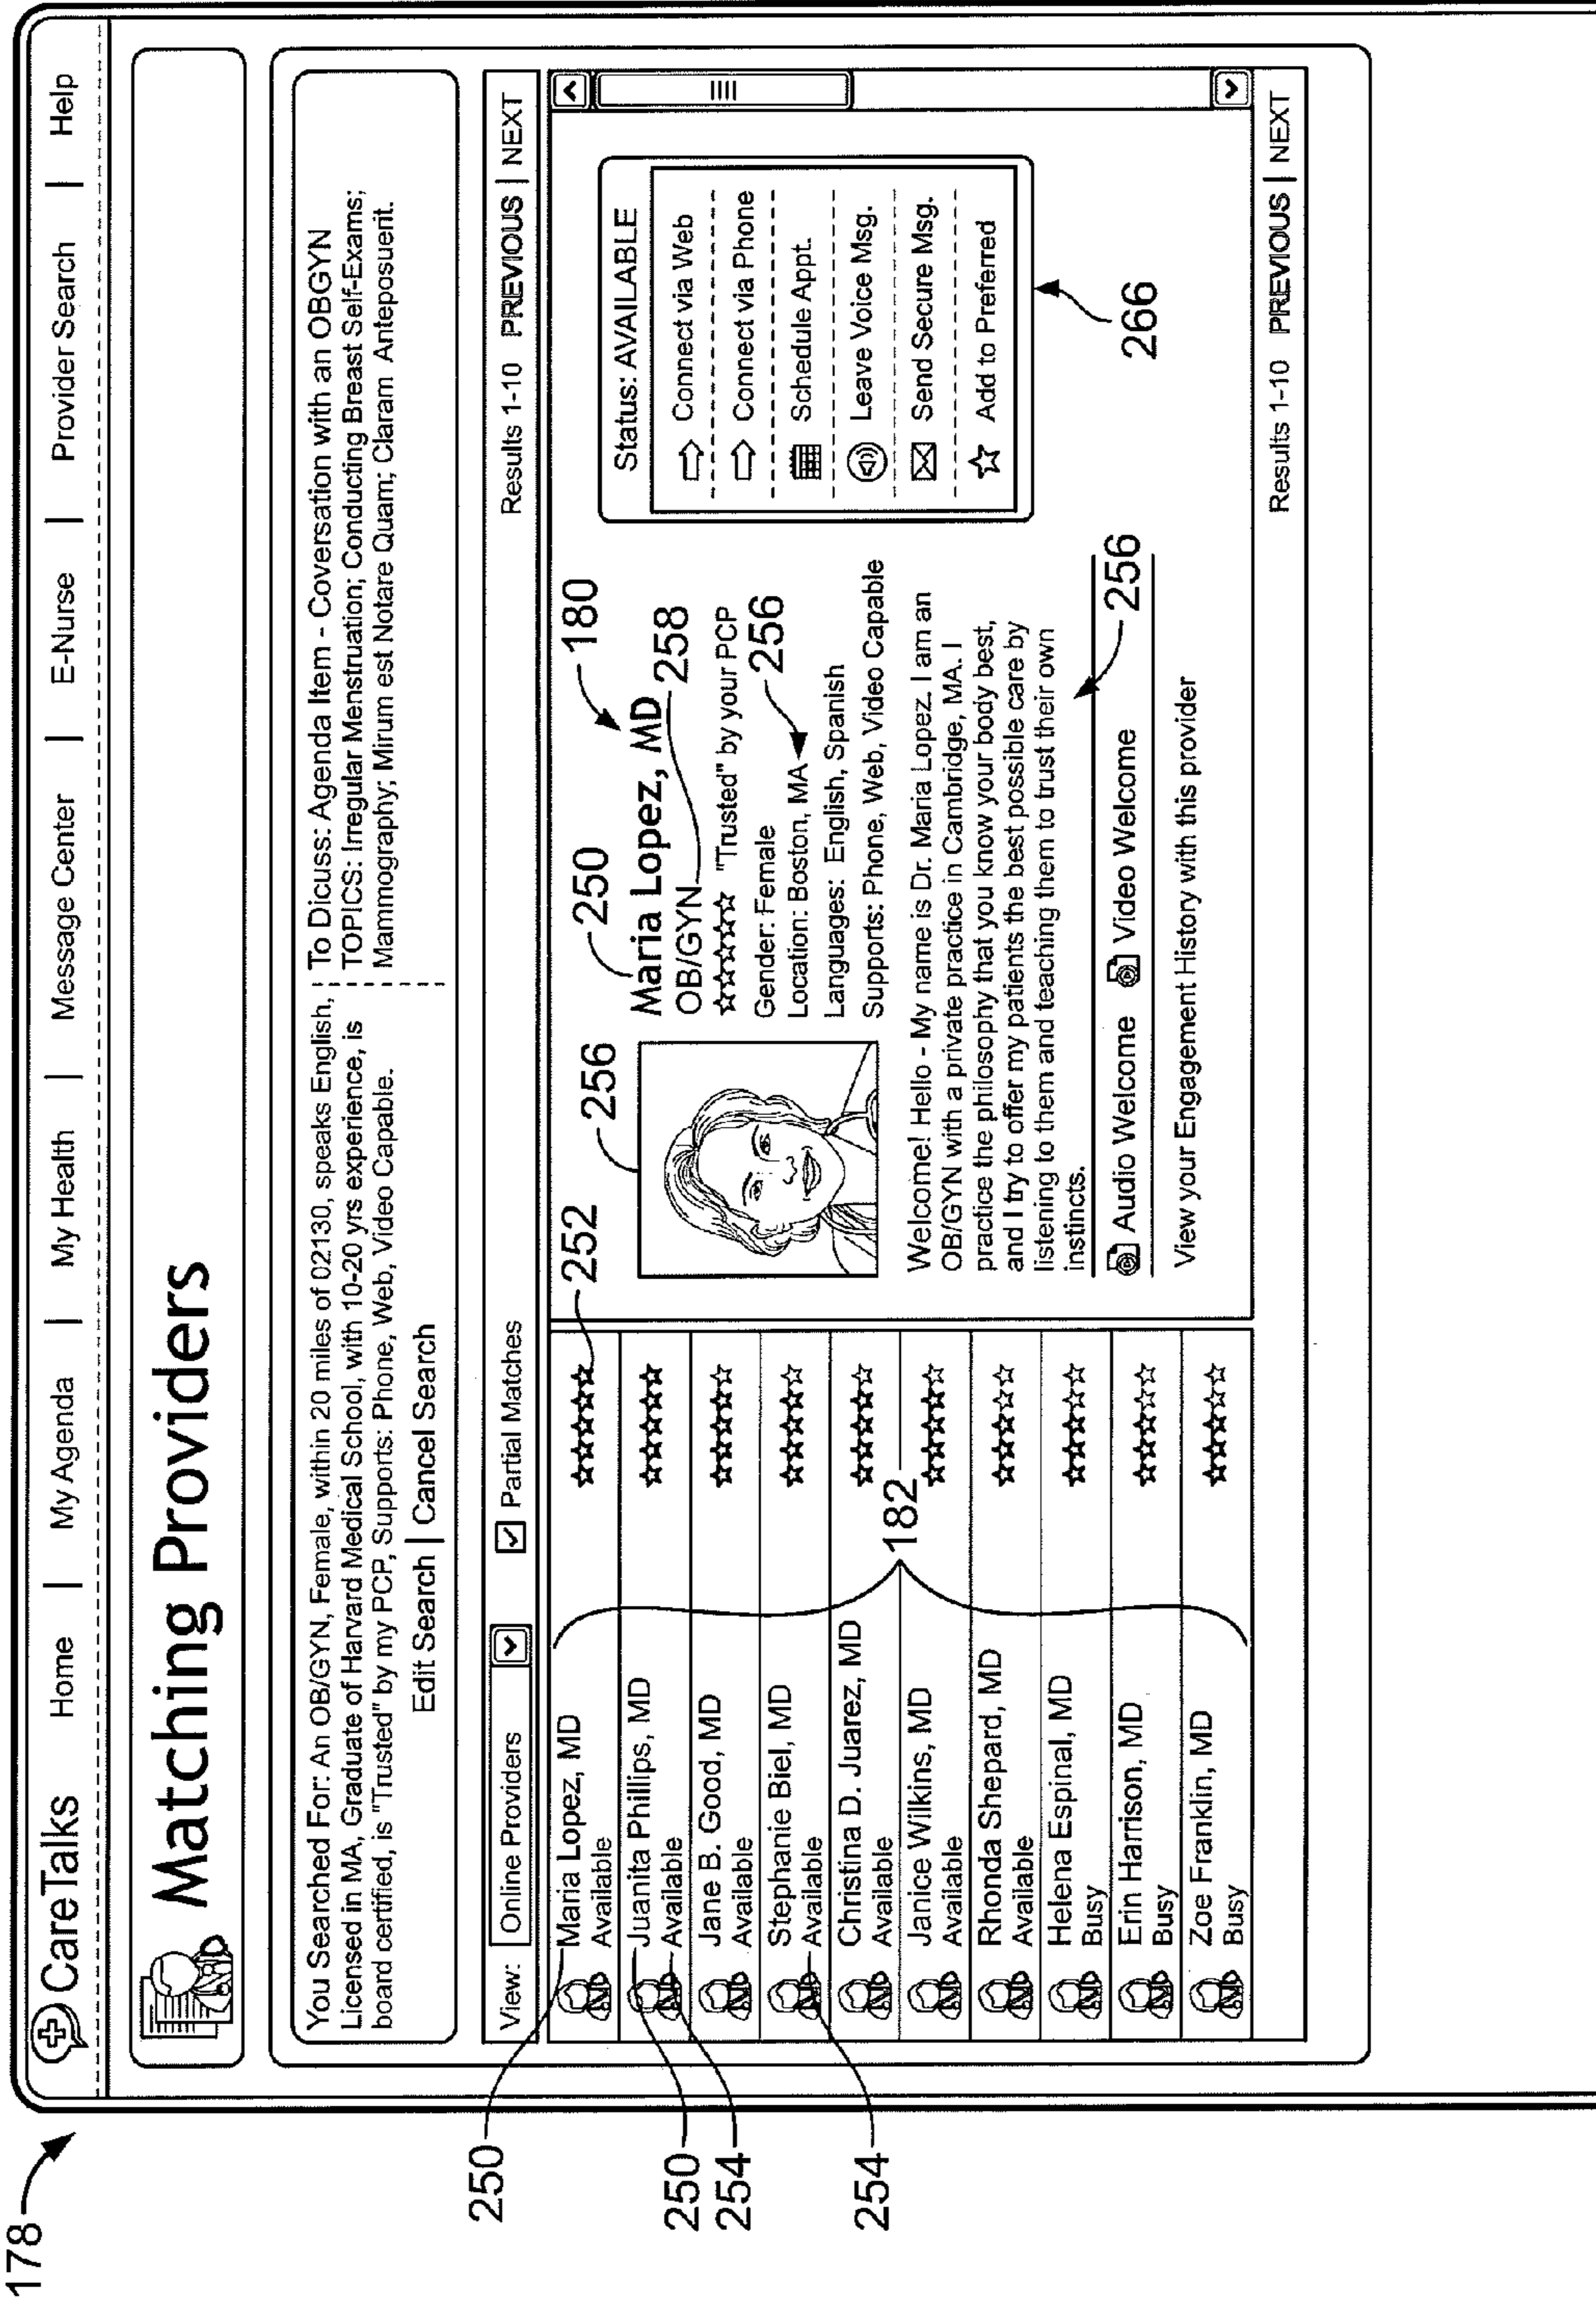 178
CareTalks Home | My Agenda | My Health | Message Center | E-Nurse | Provider Search | Help
Matching Providers
You Searched For: An OB/GYN, Female, within 20 miles of 02130, speaks English,
Licensed in MA, Graduate of Harvard Medical School, with 10-20 yrs experience, is
board certified, is "Trusted" by my PCP, Supports: Phone, Web, Video Capable.
Edit Search | Cancel Search
To Dicuss: Agenda Item - Coversation with an OBGYN
TOPICS: Irregular Menstruation; Conducting Breast Self-Exams;
Mammography; Mirum est Notare Quam; Claram Anteposuerit.
View: Online Providers Partial Matches
Results 1-10 PREVIOUS | NEXT
250
Maria Lopez, MD
Available
252
250
Juanita Phillips, MD
254
Available
Jane B. Good, MD
Available
Stephanie Biel, MD
254
Available
Christina D. Juarez, MD
Available
182
Janice Wilkins, MD
Available
Rhonda Shepard, MD
Available
Helena Espinal, MD
Busy
Erin Harrison, MD
Busy
Zoe Franklin, MD
Busy
256
250
180
Maria Lopez, MD
OB/GYN
258
"Trusted" by your PCP
Gender: Female
256
Location: Boston, MA
Languages: English, Spanish
Supports: Phone, Web, Video Capable
Welcome! Hello - My name is Dr. Maria Lopez. I am an
OB/GYN with a private practice in Cambridge, MA. I
practice the philosophy that you know your body best,
and I try to offer my patients the best possible care by
listening to them and teaching them to trust their own
instincts.
256
Audio Welcome Video Welcome
View your Engagement History with this provider
Status: AVAILABLE
Connect via Web
Connect via Phone
Schedule Appt.
Leave Voice Msg.
Send Secure Msg.
Add to Preferred
266
Results 1-10 PREVIOUS | NEXT